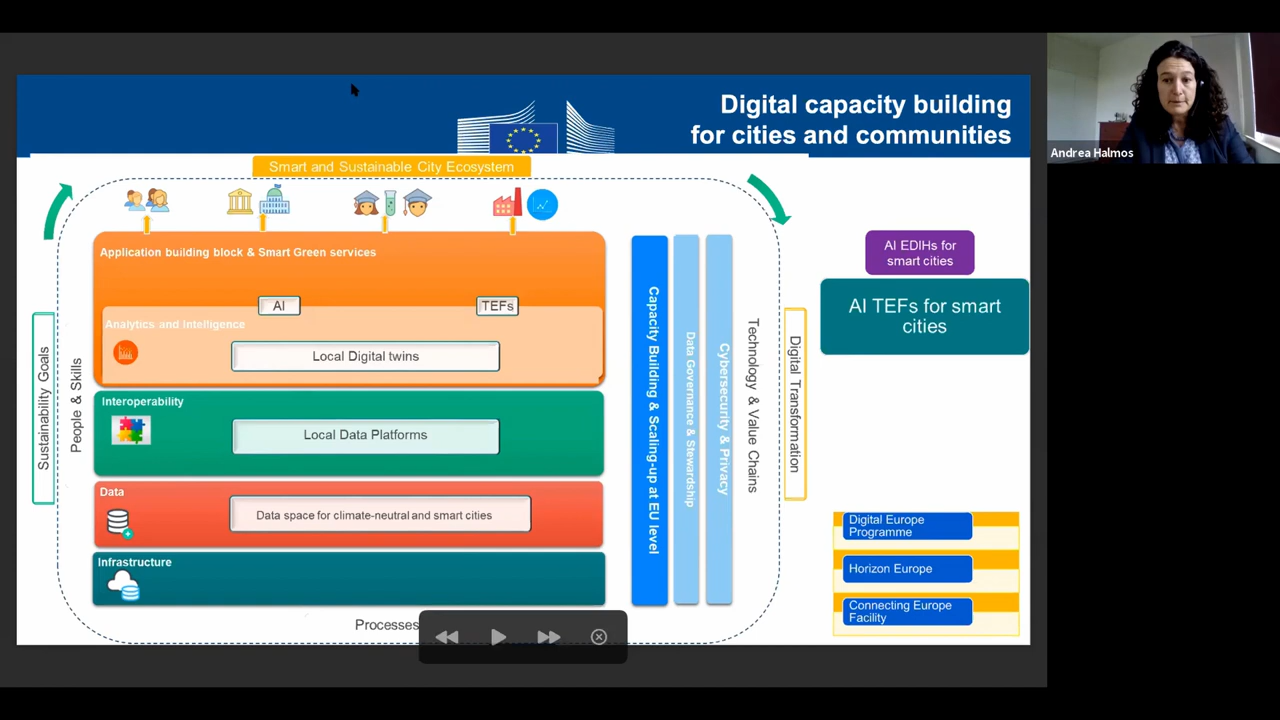 Digital capacity building
for cities and communities
Andrea Halmos
Smart and Sustainable City Ecosystem
Application building block & Smart Green services
AI
TEFs
Analytics and Intelligence
Local Digital twins
Interoperability
Local Data Platforms
Data
Data space for climate-neutral and smart cities
Infrastructure
Processes
Sustainability Goals
People & Skills
Capacity Building & Scaling-up at EU level
Data Governance & Stewardship
Cybersecurity & Privacy
Technology & Value Chains
Digital Transformation
AI EDIHs for
smart cities
AI TEFs for smart
cities
Digital Europe
Programme
Horizon Europe
Connecting Europe
Facility